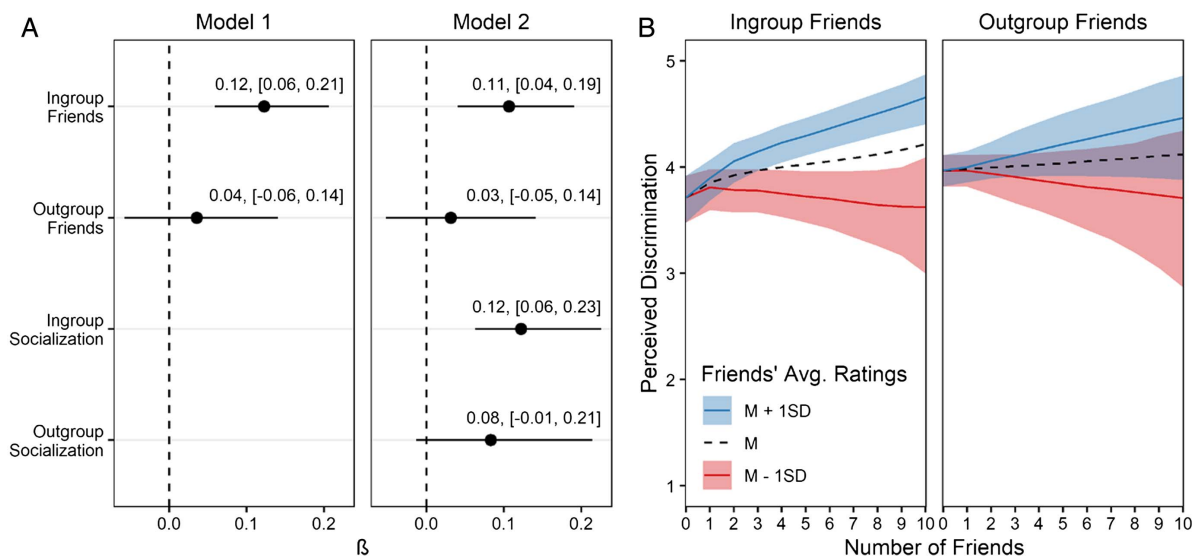 A
Model 1
Model 2
Ingroup
Friends
0.12, [0.06, 0.21]
0.11, [0.04, 0.19]
Outgroup
Friends
0.04, [-0.06, 0.14]
0.03, [-0.05, 0.14]
Ingroup
Socialization
0.12, [0.06, 0.23]
Outgroup
Socialization
0.08, [-0.01, 0.21]
0.0 0.1 0.2
0.0 0.1 0.2
ß
B
Ingroup Friends
Outgroup Friends
Perceived Discrimination
5
4
3
2
1
Friends' Avg. Ratings
M + 1SD
M
M - 1SD
0 1 2 3 4 5 6 7 8 9 10
0 1 2 3 4 5 6 7 8 9 10
Number of Friends